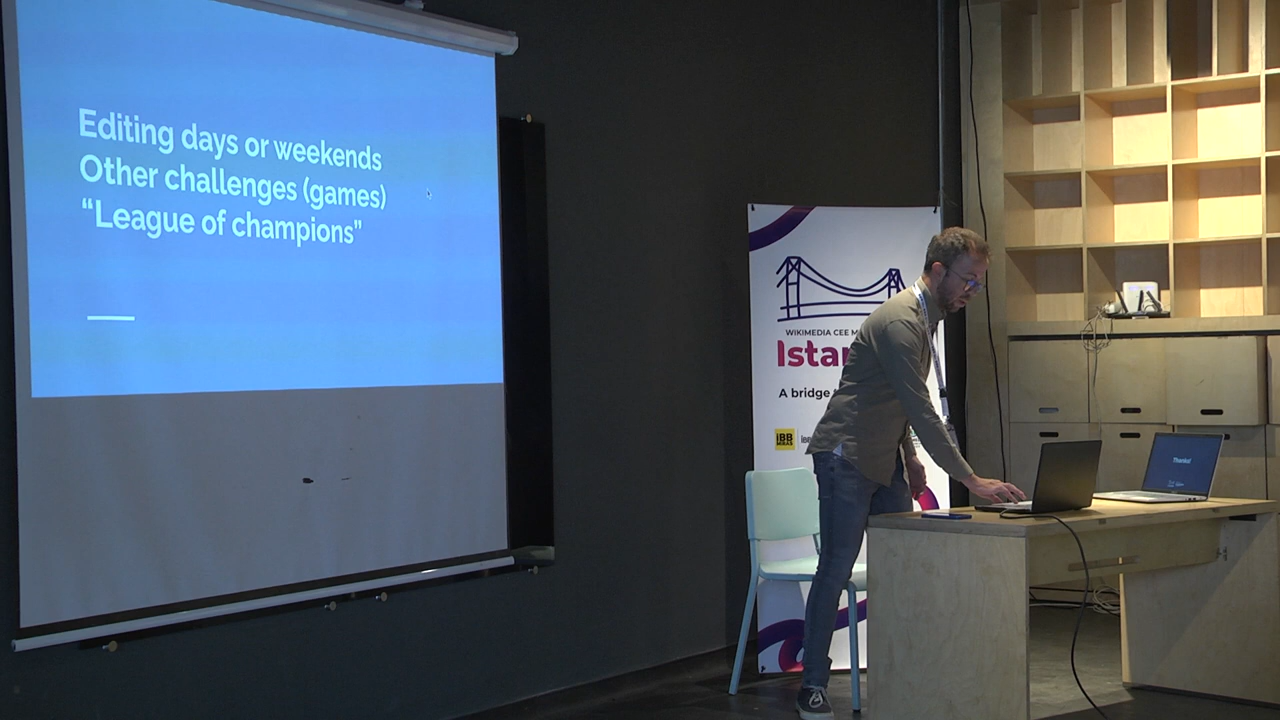 Editing days or weekends
Other challenges (games)
“League of champions”
WIKIMEDIA CEE M
Istan
A bridge
iBB
Thanks!